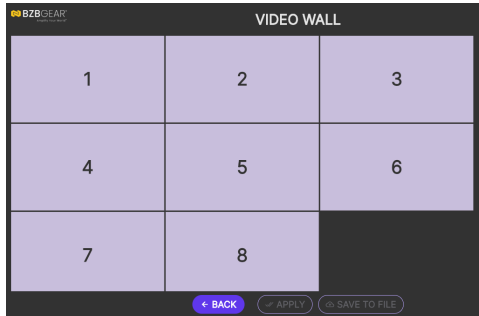 BZBGEAR
VIDEO WALL
1 2 3
4 5 6
7 8
← BACK APPLY SAVE TO FILE